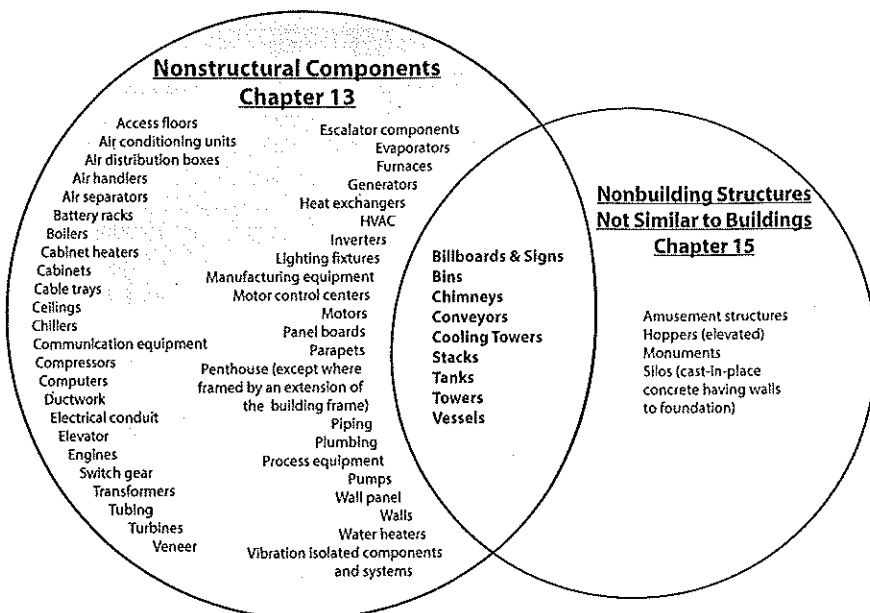 Nonstructural Components
Chapter 13
Access floors
Air conditioning units
Air distribution boxes
Air handlers
Air separators
Battery racks
Boilers
Cabinet heaters
Cabinets
Cable trays
Ceilings
Chillers
Communication equipment
Compressors
Computers
Ductwork
Electrical conduit
Elevator
Engines
Switch gear
Transformers
Tubing
Turbines
Veneer
Escalator components
Evaporators
Furnaces
Generators
Heat exchangers
HVAC
Inverters
Lighting fixtures
Manufacturing equipment
Motor control centers
Motors
Panel boards
Parapets
Penthouse (except where
framed by an extension of
the building frame)
Piping
Plumbing
Process equipment
Pumps
Wall panel
Walls
Water heaters
Vibration isolated components
and systems
Billboards & Signs
Bins
Chimneys
Conveyors
Cooling Towers
Stacks
Tanks
Towers
Vessels
Nonbuilding Structures
Not Similar to Buildings
Chapter 15
Amusement structures
Hoppers (elevated)
Monuments
Silos (cast-in-place
concrete having walls
to foundation)